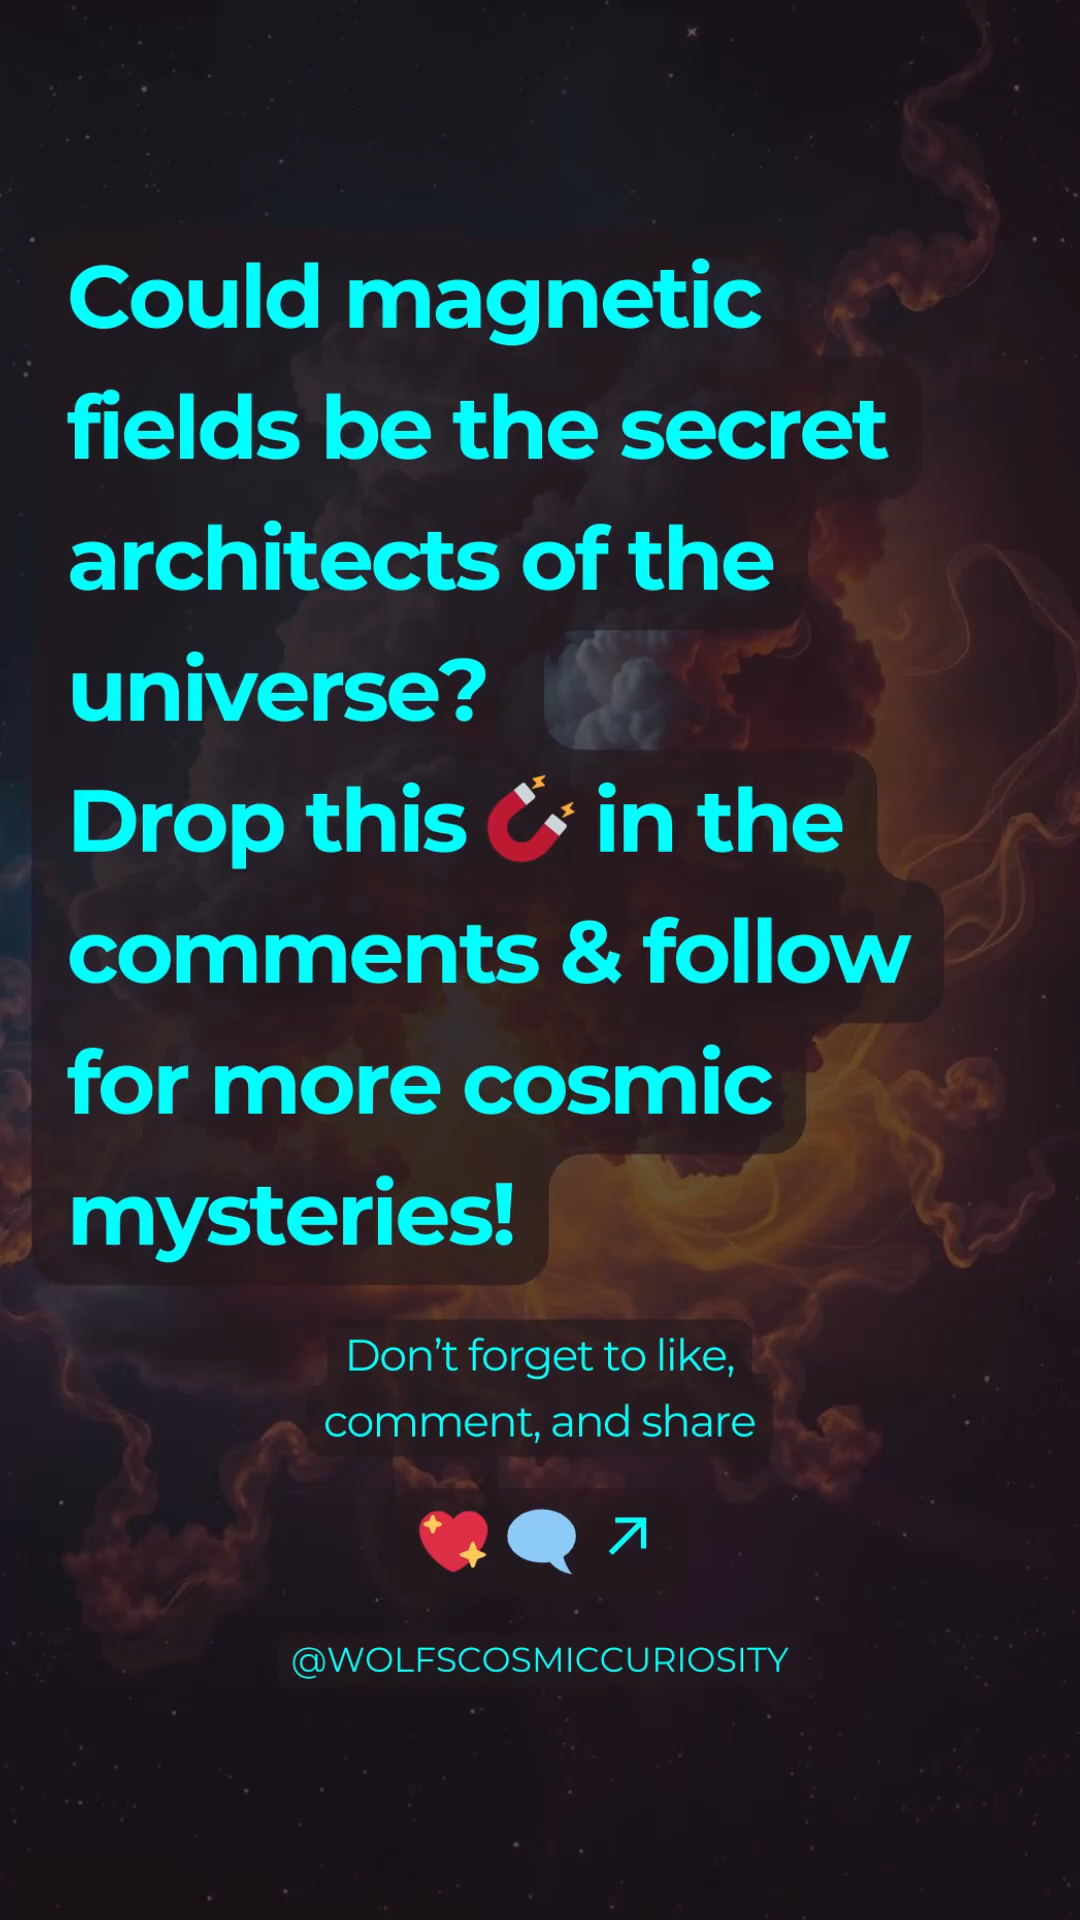 Could magnetic
fields be the secret
architects of the
universe?
Drop this 🧲 in the
comments & follow
for more cosmic
mysteries!
Don’t forget to like,
comment, and share
💖 🗨️ ↗
@WOLFSCOSMICCURIOSITY